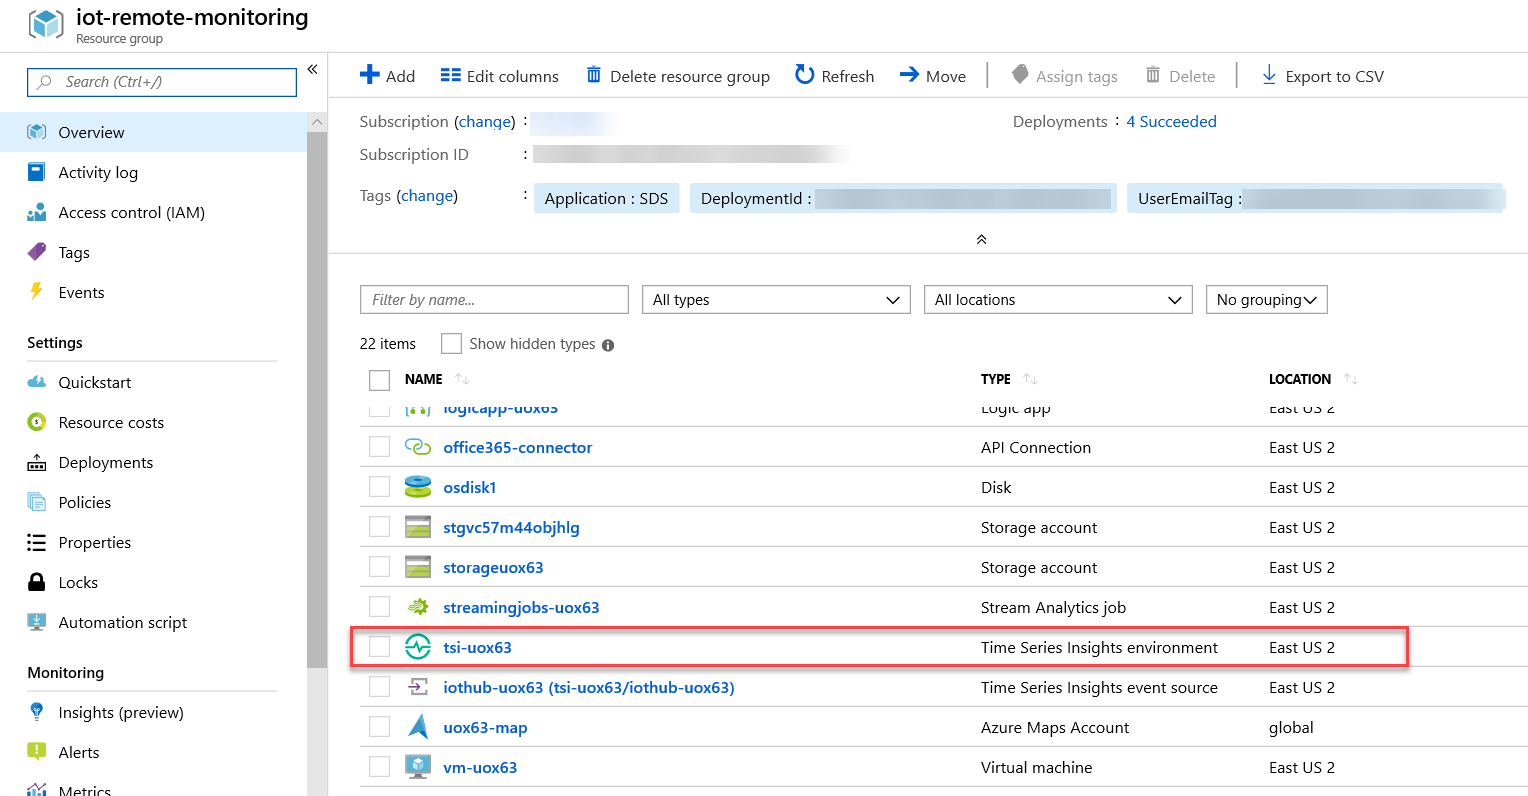 iot-remote-monitoring
Resource group
Search (Ctrl+/)
Overview
Activity log
Access control (IAM)
Tags
Events
Settings
Quickstart
Resource costs
Deployments
Policies
Properties
Locks
Automation script
Monitoring
Insights (preview)
Alerts
Metrics
Add Edit columns Delete resource group Refresh Move Assign tags Delete Export to CSV
Subscription (change) : Deployments : 4 Succeeded
Subscription ID :
Tags (change) : Application : SDS DeploymentId : UserEmailTag :
Filter by name... All types All locations No grouping
22 items Show hidden types
NAME TYPE LOCATION
logicapp-uox63 Logic app East US 2
office365-connector API Connection East US 2
osdisk1 Disk East US 2
stgvc57m44objhlg Storage account East US 2
storageuox63 Storage account East US 2
streamingjobs-uox63 Stream Analytics job East US 2
tsi-uox63 Time Series Insights environment East US 2
iothub-uox63 (tsi-uox63/iothub-uox63) Time Series Insights event source East US 2
uox63-map Azure Maps Account global
vm-uox63 Virtual machine East US 2